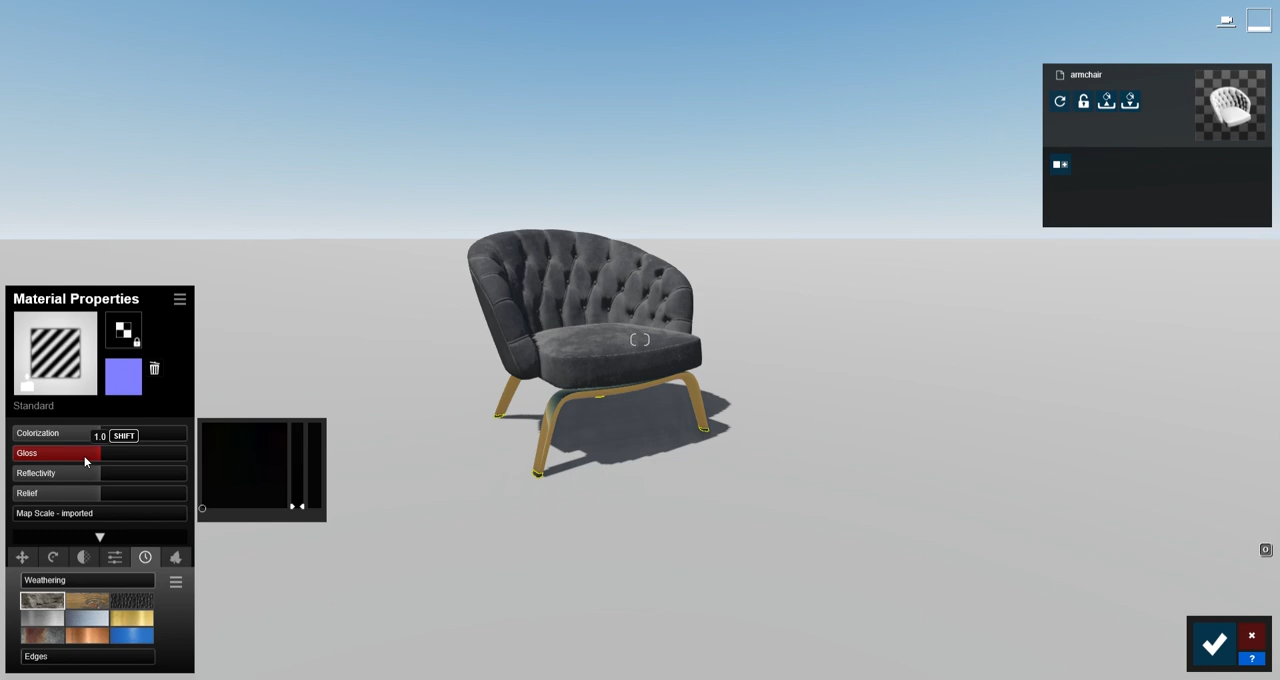 armchair
Material Properties
Standard
Colorization
1.0 SHIFT
Gloss
Reflectivity
Relief
Map Scale - imported
Weathering
Edges
O
?